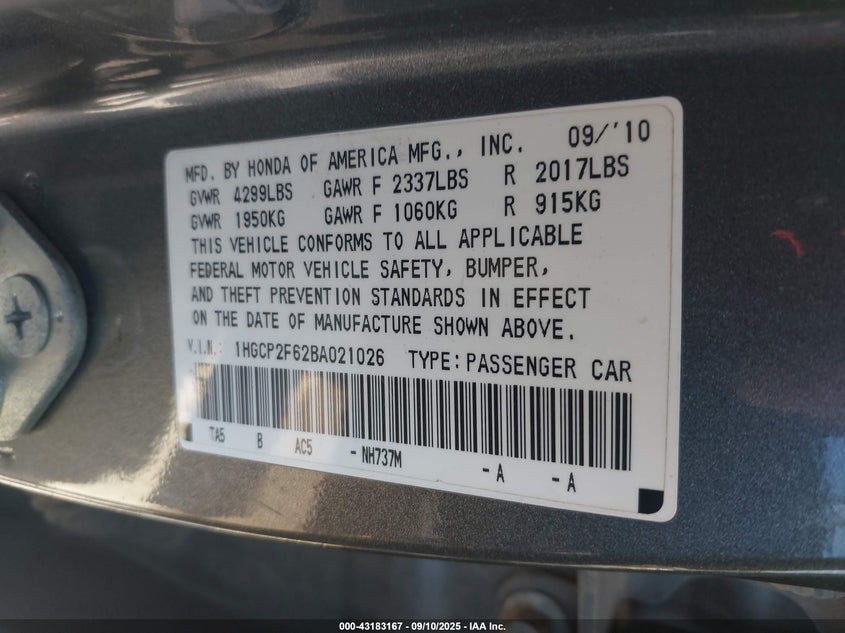 MFD. BY HONDA OF AMERICA MFG., INC. 09/'10
GVWR 4299LBS GAWR F 2337LBS R 2017LBS
GVWR 1950KG GAWR F 1060KG R 915KG
THIS VEHICLE CONFORMS TO ALL APPLICABLE
FEDERAL MOTOR VEHICLE SAFETY, BUMPER,
AND THEFT PREVENTION STANDARDS IN EFFECT
ON THE DATE OF MANUFACTURE SHOWN ABOVE.
V.I.N.: 1HGCP2F62BA021026 TYPE:PASSENGER CAR
TA5 B AC5 -NH737M -A -A
000-43183167 - 09/10/2025 - IAA Inc.